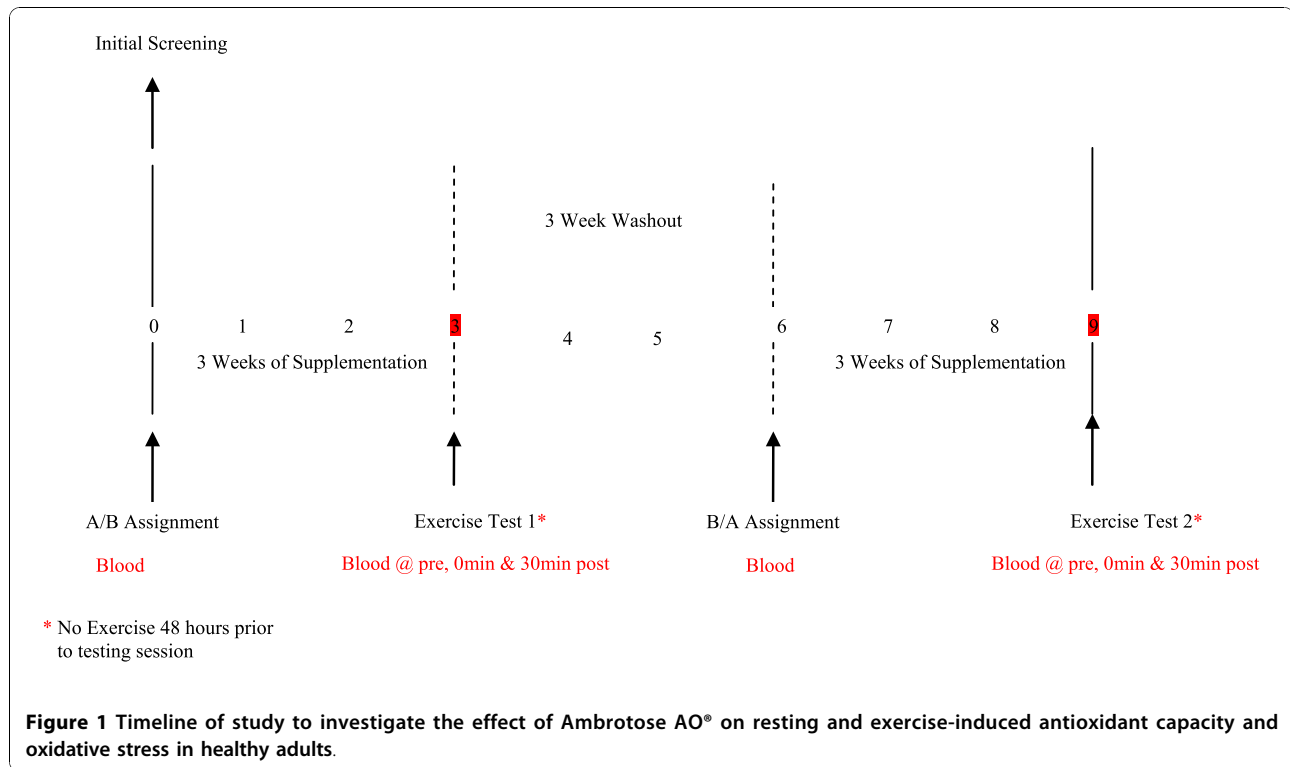 Initial Screening
3 Week Washout
0 1 2 3 4 5 6 7 8 9
3 Weeks of Supplementation 3 Weeks of Supplementation
A/B Assignment Exercise Test 1* B/A Assignment Exercise Test 2*
Blood Blood @ pre, 0min & 30min post Blood Blood @ pre, 0min & 30min post
* No Exercise 48 hours prior
to testing session
Figure 1 Timeline of study to investigate the effect of Ambrotose AO® on resting and exercise-induced antioxidant capacity and
oxidative stress in healthy adults.